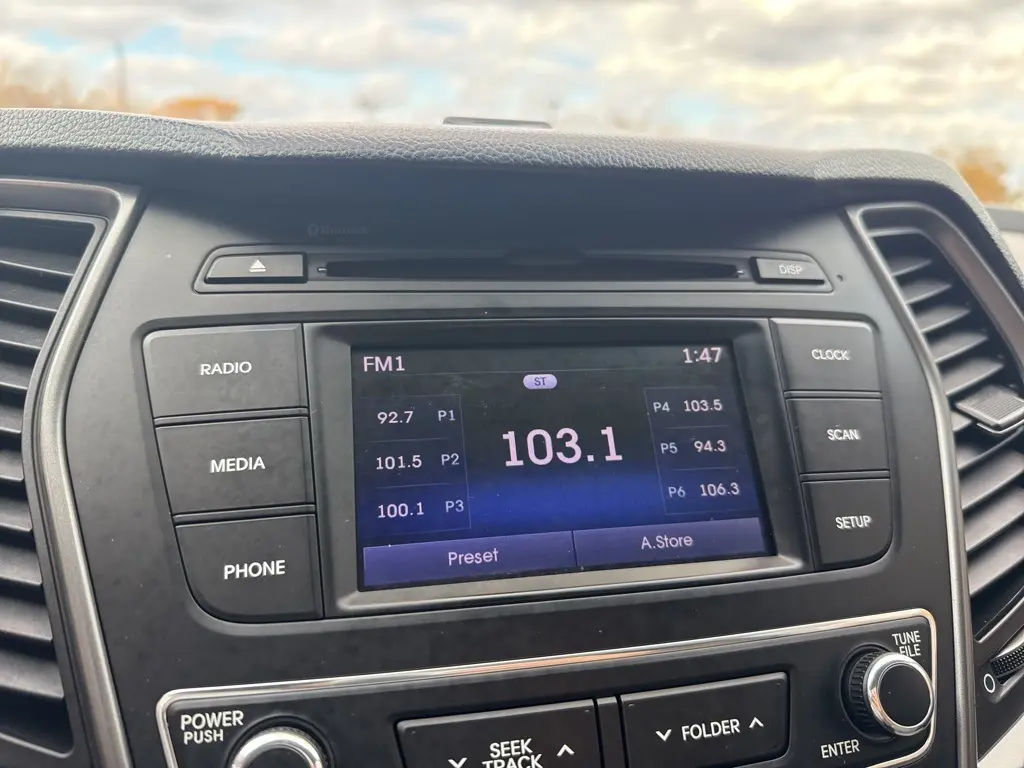 DISP
RADIO
MEDIA
PHONE
FM1 1:47
ST
92.7 P1
101.5 P2
100.1 P3
103.1
P4 103.5
P5 94.3
P6 106.3
Preset A.Store
CLOCK
SCAN
SETUP
POWER
PUSH
SEEK
TRACK
FOLDER
TUNE
FILE
ENTER